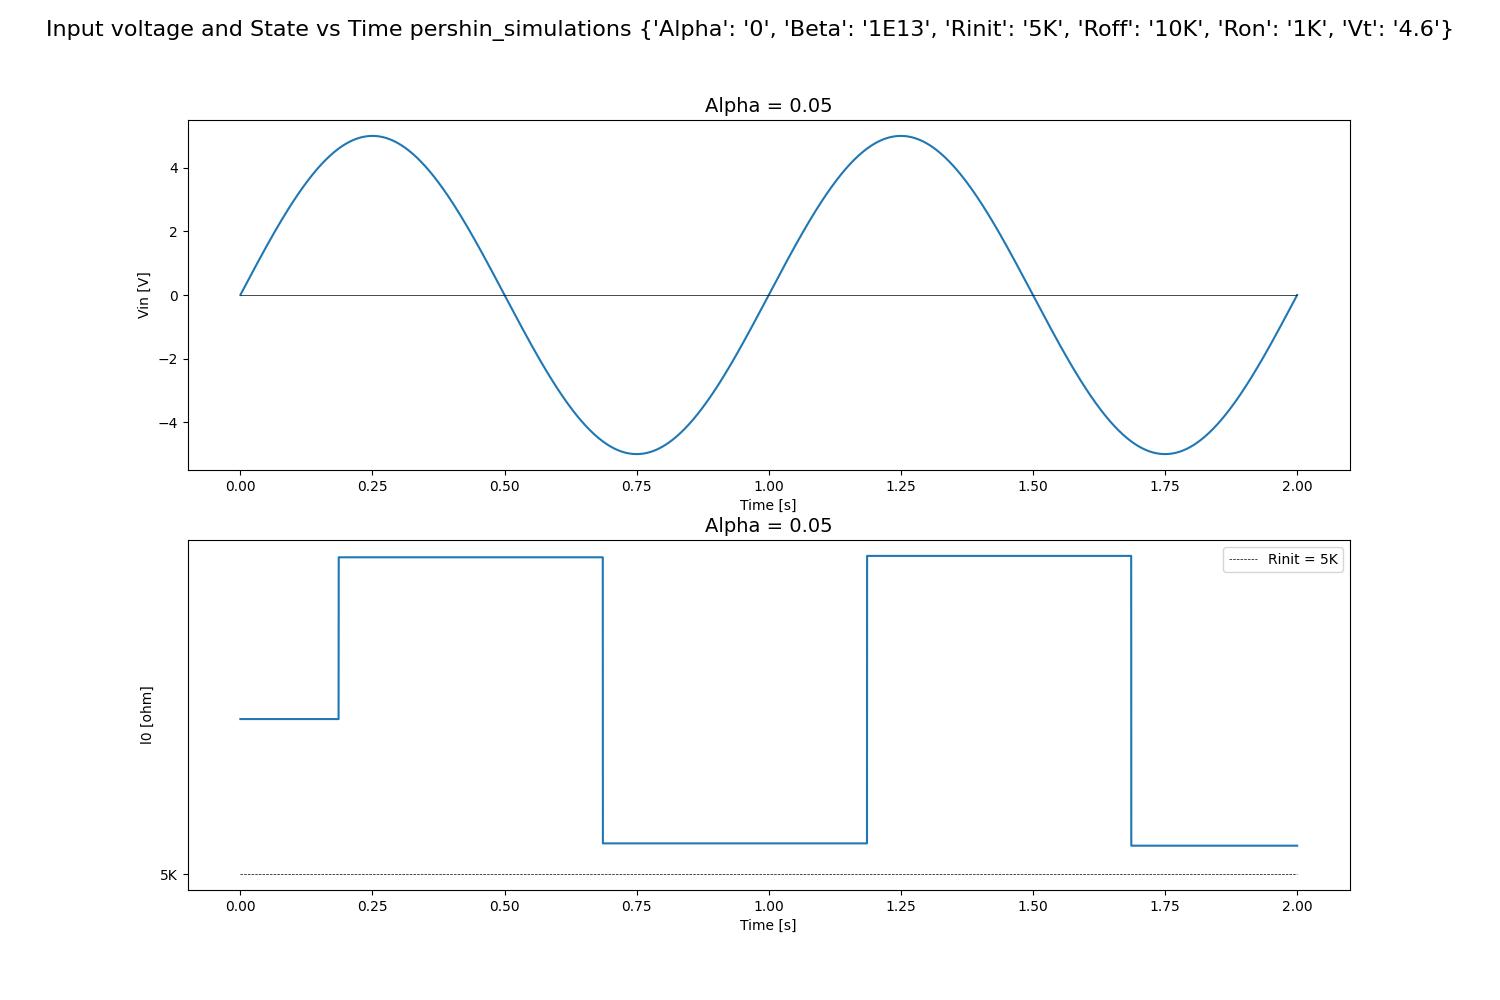 Input voltage and State vs Time pershin_simulations {'Alpha': '0', 'Beta': '1E13', 'Rinit': '5K', 'Roff': '10K', 'Ron': '1K', 'Vt': '4.6'}
Alpha = 0.05
4
2
0
−2
−4
Vin [V]
0.00 0.25 0.50 0.75 1.00 1.25 1.50 1.75 2.00
Time [s]
Alpha = 0.05
Rinit = 5K
l0 [ohm]
5K
0.00 0.25 0.50 0.75 1.00 1.25 1.50 1.75 2.00
Time [s]